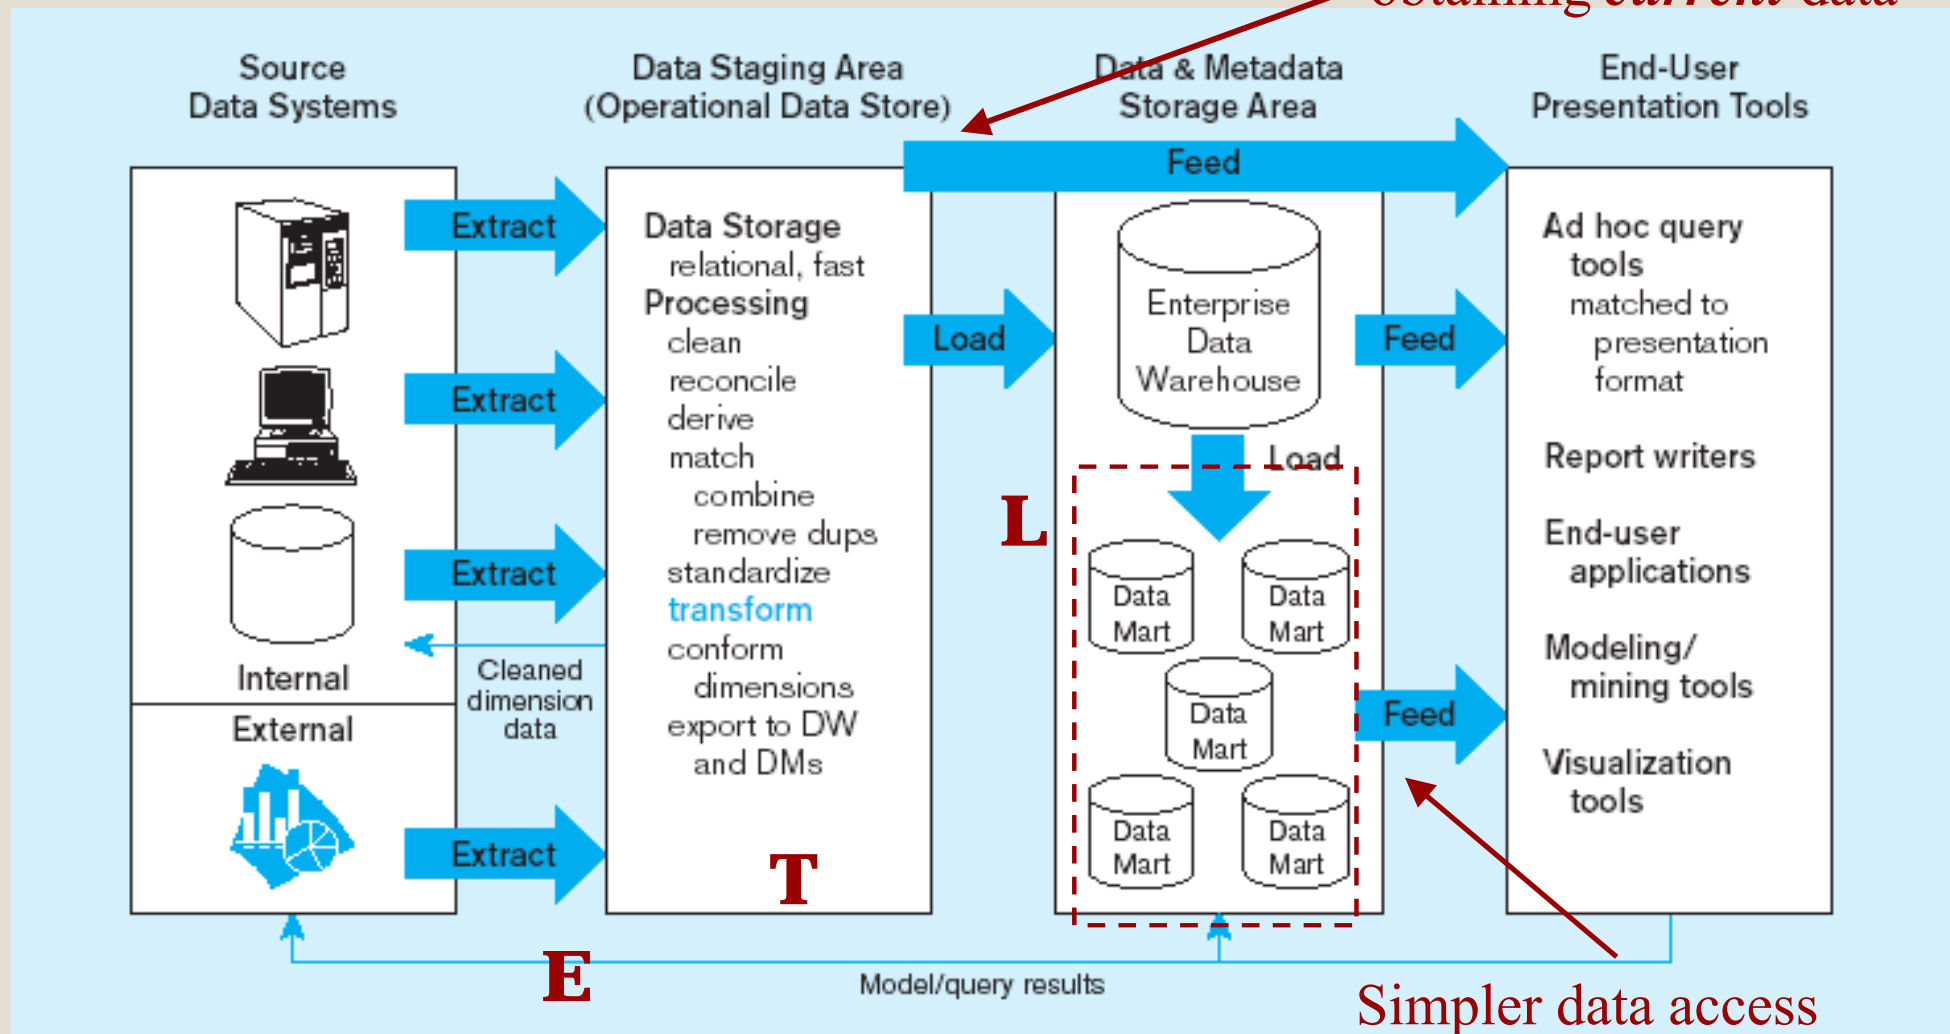 obtaining current data
Source
Data Systems
Data Staging Area
(Operational Data Store)
Data & Metadata
Storage Area
End-User
Presentation Tools
Feed
Extract
Extract
Extract
Internal
External
Extract
Cleaned
dimension
data
Data Storage
relational, fast
Processing
clean
reconcile
derive
match
combine
remove dups
standardize
transform
conform
dimensions
export to DW
and DMs
T
E
Load
Enterprise
Data
Warehouse
Load
L
Data
Mart
Data
Mart
Data
Mart
Data
Mart
Data
Mart
Feed
Feed
Ad hoc query
tools
matched to
presentation
format
Report writers
End-user
applications
Modeling/
mining tools
Visualization
tools
Model/query results
Simpler data access